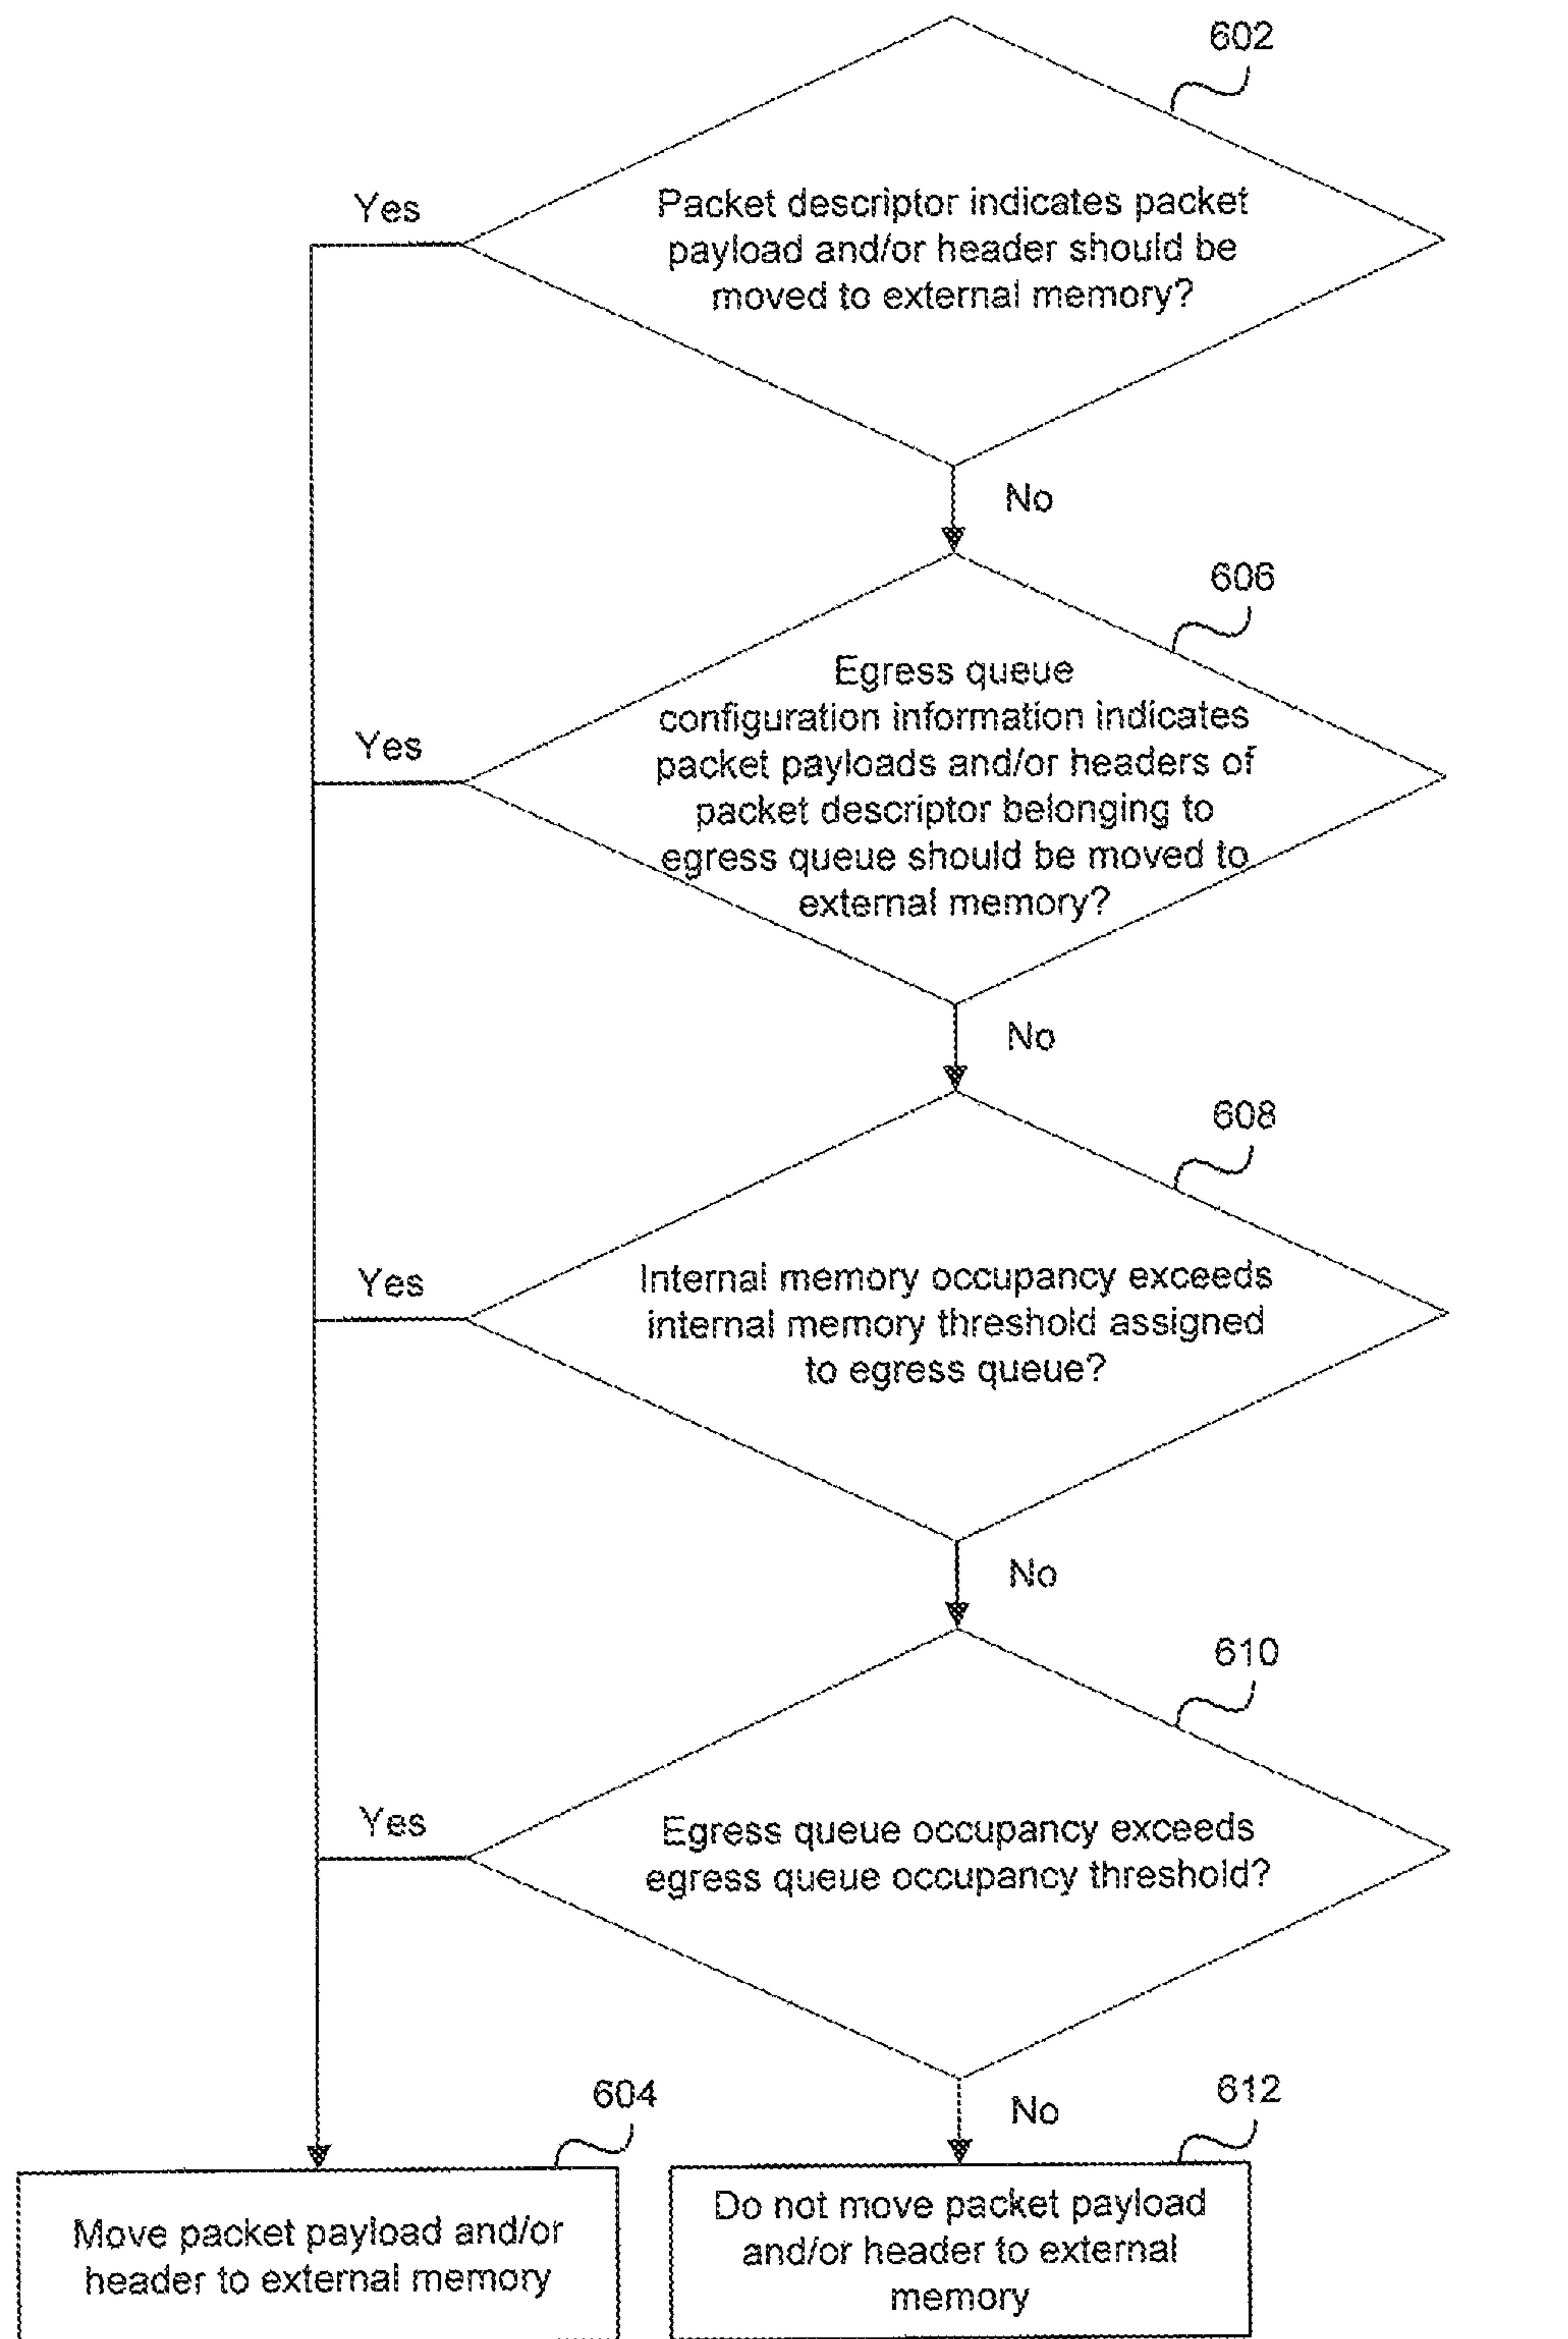 602
Packet descriptor indicates packet
payload and/or header should be
moved to external memory?
Yes
No
606
Egress queue
configuration information indicates
packet payloads and/or headers of
packet descriptor belonging to
egress queue should be moved to
external memory?
Yes
No
608
Internal memory occupancy exceeds
internal memory threshold assigned
to egress queue?
Yes
No
610
Egress queue occupancy exceeds
egress queue occupancy threshold?
Yes
No
604
Move packet payload and/or
header to external memory
612
Do not move packet payload
and/or header to external
memory